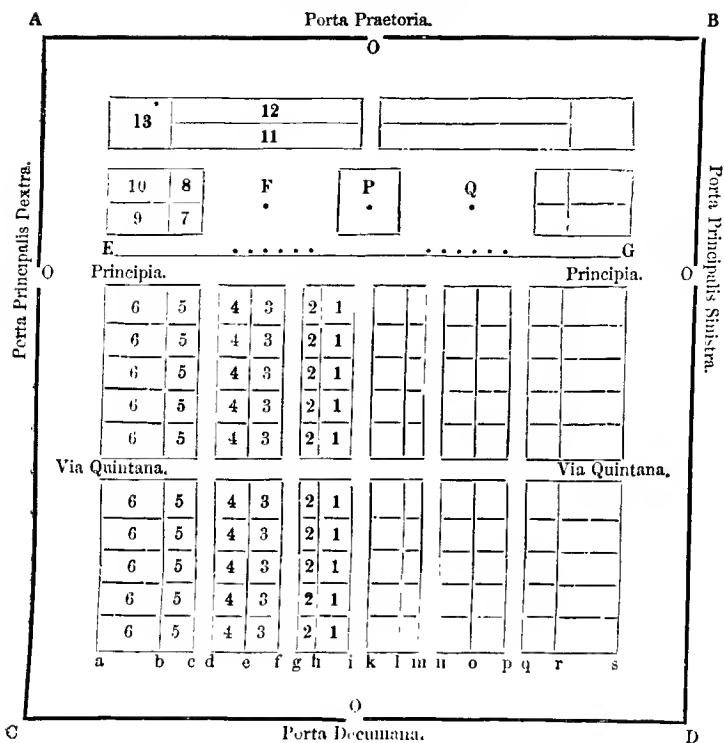 A Porta Praetoria. B
O
13 12
11
10 8 F P Q
9 7
E G
Porta Principalis Dextra.
Porta Principalis Sinistra.
O Principia. Principia. O
6 5 4 3 2 1
6 5 4 3 2 1
6 5 4 3 2 1
6 5 4 3 2 1
6 5 4 3 2 1
Via Quintana. Via Quintana.
6 5 4 3 2 1
6 5 4 3 2 1
6 5 4 3 2 1
6 5 4 3 2 1
6 5 4 3 2 1
a b c d e f g h i k l m n o p q r s
O
C Porta Decumana. D